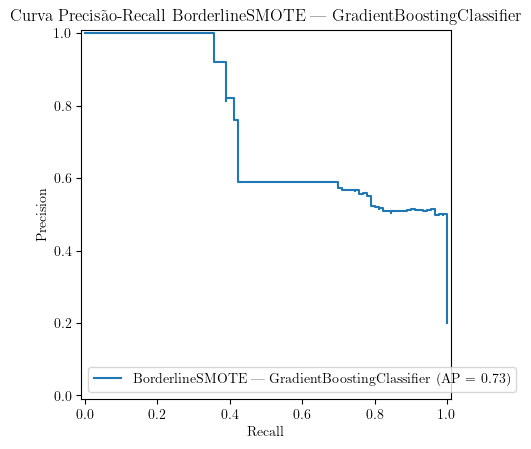 Curva Precisão-Recall BorderlineSMOTE — GradientBoostingClassifier
1.0
0.8
0.6
0.4
0.2
0.0
Precision
BorderlineSMOTE — GradientBoostingClassifier (AP = 0.73)
0.0 0.2 0.4 0.6 0.8 1.0
Recall